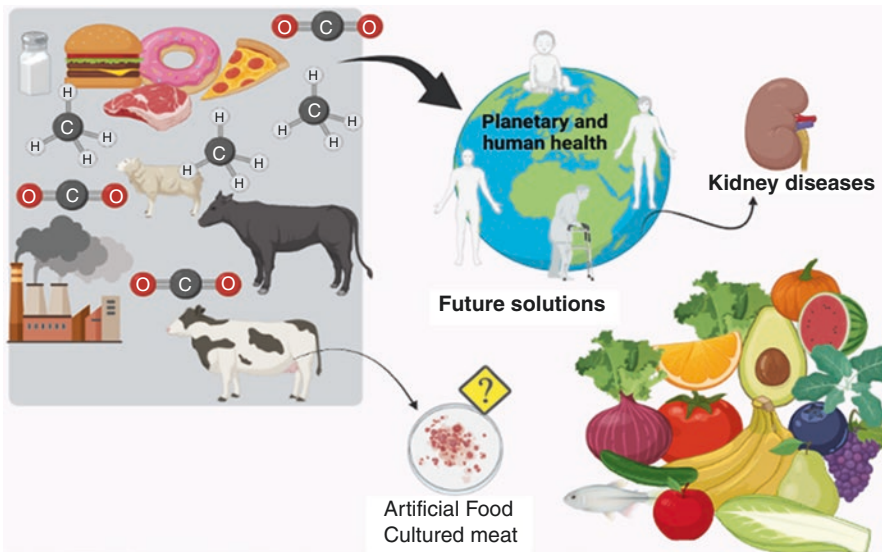 O C O
H
H C H
H
H
H C H
H
H
H C H
H
O C O
O C O
Planetary and
human health
Kidney diseases
Future solutions
?
Artificial Food
Cultured meat